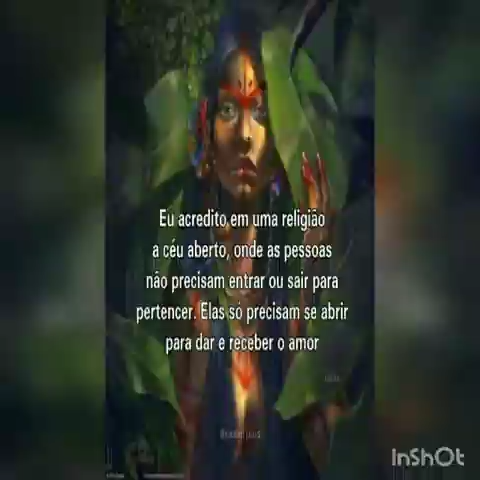 Eu acredito em uma religião
a céu aberto, onde as pessoas
não precisam entrar ou sair para
pertencer. Elas só precisam se abrir
para dar e receber o amor
InShOt